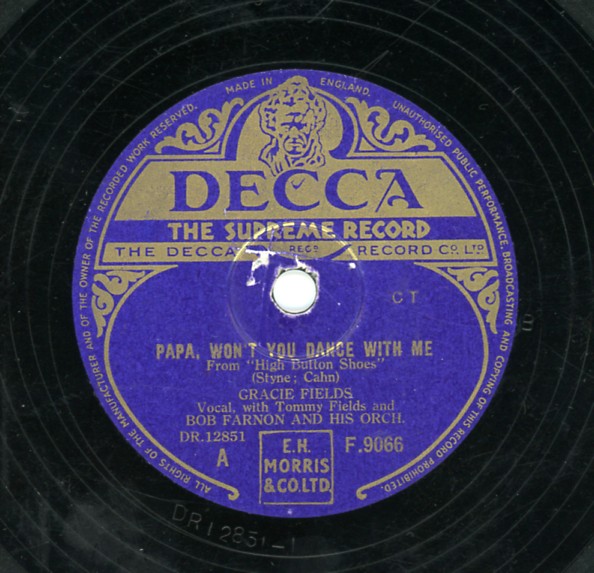 MADE IN ENGLAND.
UNAUTHORISED PUBLIC PERFORMANCE, BROADCASTING AND COPYING OF THIS RECORD PROHIBITED.
ALL RIGHTS OF THE MANUFACTURER AND OF THE OWNER OF THE RECORDED WORK RESERVED.
DECCA
THE SUPREME RECORD
THE DECCA REGD RECORD CO. LTD
CT
PAPA, WON'T YOU DANCE WITH ME
From "High Button Shoes"
(Styne; Cahn)
GRACIE FIELDS
Vocal, with Tommy Fields and
BOB FARNON AND HIS ORCH.
DR.12851
A
F.9066
E.H.
MORRIS
& CO. LTD.
DR12851-1